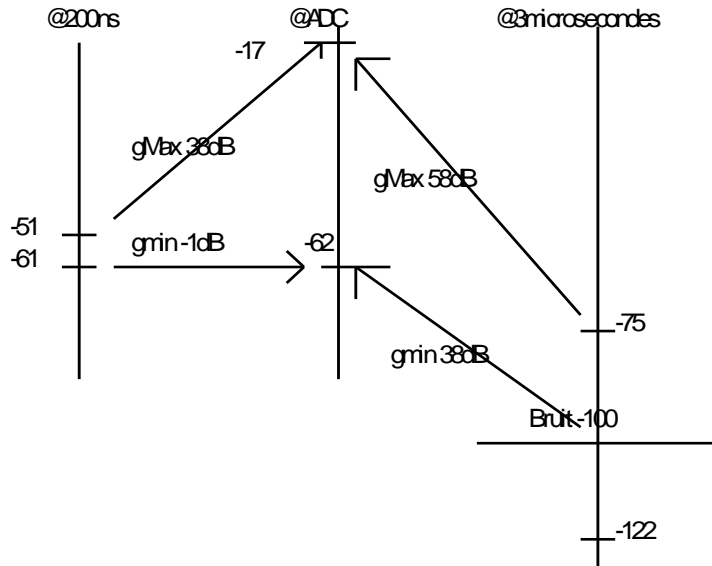 @200ns
@ADC
@3microsecondes
-17
gMax 38dB
gMax 58dB
-51
gmin -1dB
-62
-61
-75
gmin 38dB
Bruit -100
-122